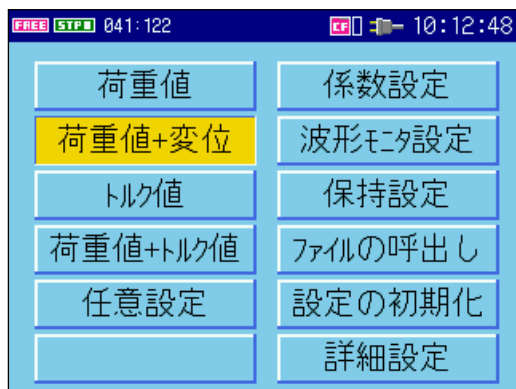 FREE STP 041:122 CF 10:12:48
荷重値
荷重値+変位
トルク値
荷重値+トルク値
任意設定
係数設定
波形モニタ設定
保持設定
ファイルの呼出し
設定の初期化
詳細設定